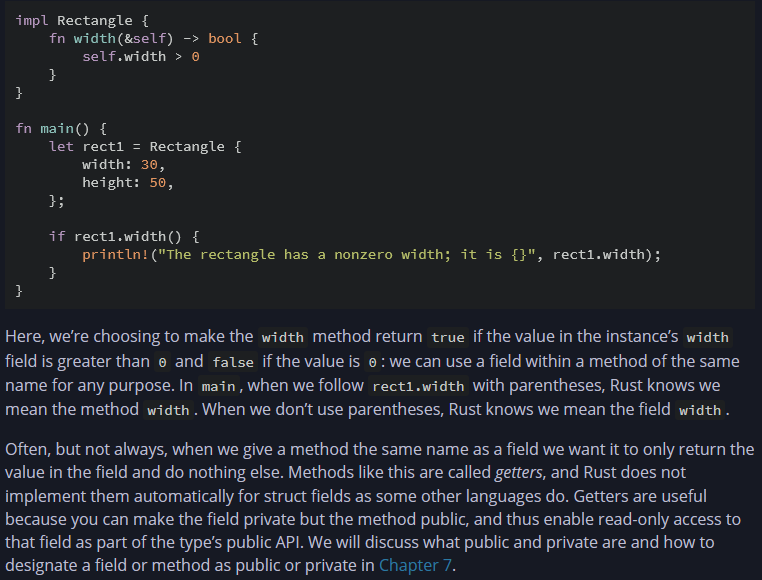 impl Rectangle {
    fn width(&self) -> bool {
        self.width > 0
    }
}

fn main() {
    let rect1 = Rectangle {
        width: 30,
        height: 50,
    };

    if rect1.width() {
        println!("The rectangle has a nonzero width; it is {}", rect1.width);
    }
}

Here, we’re choosing to make the width method return true if the value in the instance’s width
field is greater than 0 and false if the value is 0: we can use a field within a method of the same
name for any purpose. In main, when we follow rect1.width with parentheses, Rust knows we
mean the method width. When we don’t use parentheses, Rust knows we mean the field width.

Often, but not always, when we give a method the same name as a field we want it to only return the
value in the field and do nothing else. Methods like this are called getters, and Rust does not
implement them automatically for struct fields as some other languages do. Getters are useful
because you can make the field private but the method public, and thus enable read-only access to
that field as part of the type’s public API. We will discuss what public and private are and how to
designate a field or method as public or private in Chapter 7.